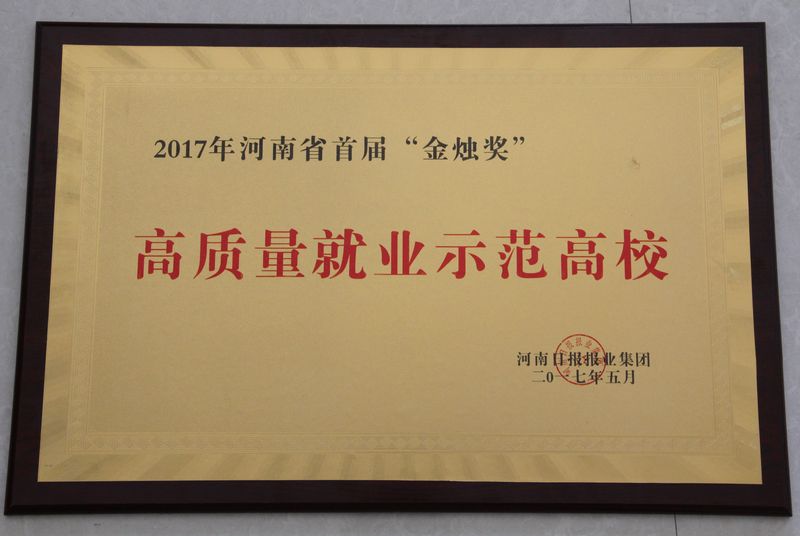 2017年河南省首届“金烛奖”
高质量就业示范高校
河南日报报业集团
二〇一七年五月